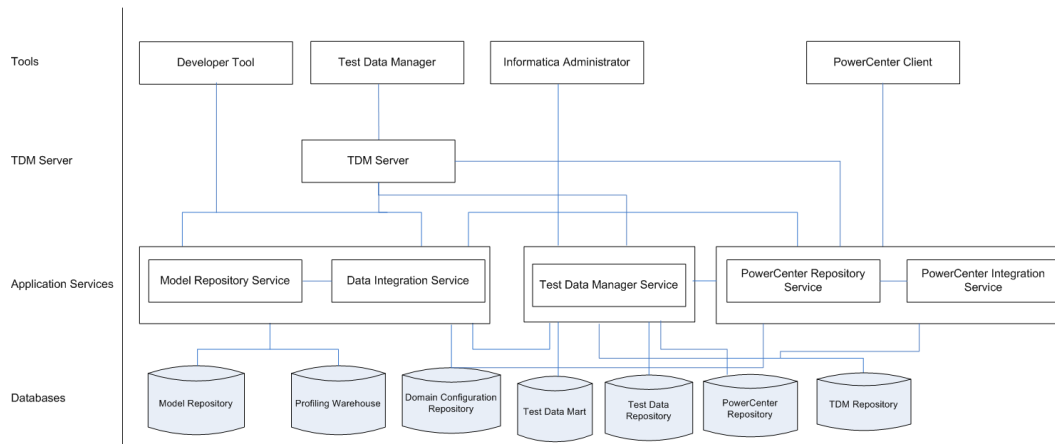 Tools
Developer Tool
Test Data Manager
Informatica Administrator
PowerCenter Client
TDM Server
TDM Server
Application Services
Model Repository Service
Data Integration Service
Test Data Manager Service
PowerCenter Repository
Service
PowerCenter Integration
Service
Databases
Model Repository
Profiling Warehouse
Domain Configuration
Repository
Test Data Mart
Test Data
Repository
PowerCenter
Repository
TDM Repository